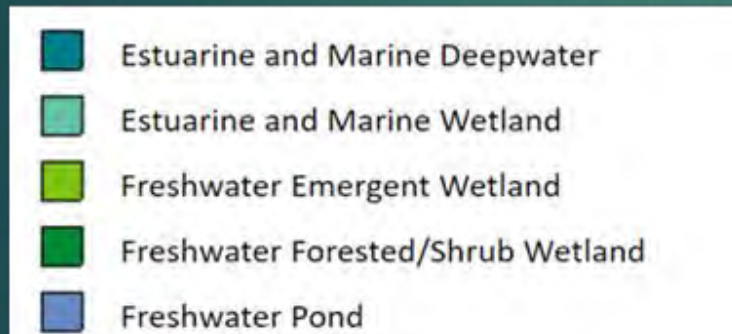 Estuarine and Marine Deepwater
Estuarine and Marine Wetland
Freshwater Emergent Wetland
Freshwater Forested/Shrub Wetland
Freshwater Pond